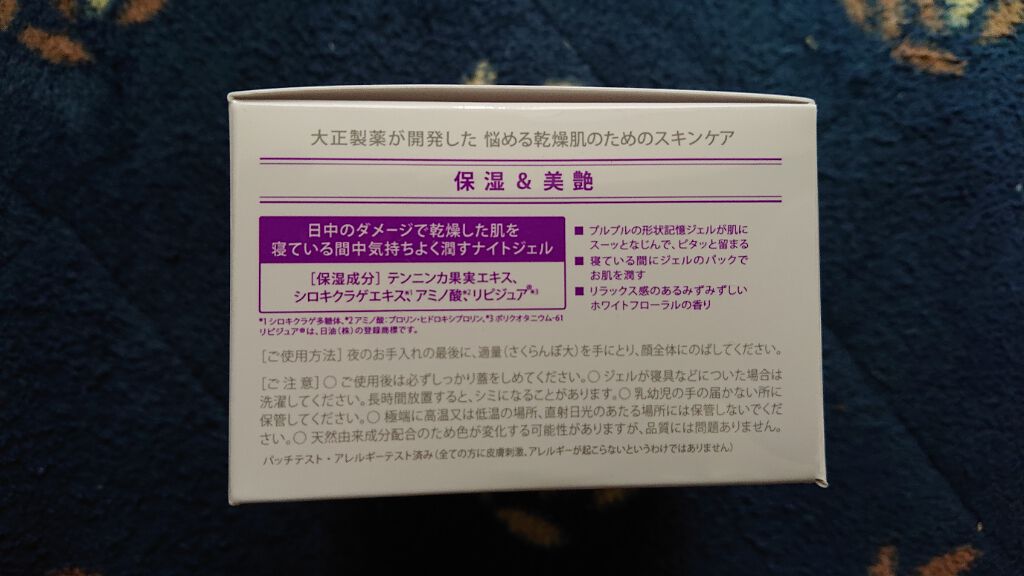 大正製薬が開発した 悩める乾燥肌のためのスキンケア
保湿&美艶
日中のダメージで乾燥した肌を
寝ている間中気持ちよく潤すナイトジェル
［保湿成分］テンニンカ果実エキス、
シロキクラゲエキス*1、アミノ酸*2、リピジュア®*3
■ プルプルの形状記憶ジェルが肌に
スーッとなじんで、ピタッと留まる
■ 寝ている間にジェルのパックで
お肌を潤す
■ リラックス感のあるみずみずしい
ホワイトフローラルの香り
*1 シロキクラゲ多糖体、*2 アミノ酸:プロリン・ヒドロキシプロリン、*3 ポリクオタニウム-61
リピジュア®は、日油(株)の登録商標です。
［ご使用方法］夜のお手入れの最後に、適量(さくらんぼ大)を手にとり、顔全体にのばしてください。
［ご注意］○ ご使用後は必ずしっかり蓋をしめてください。○ ジェルが寝具などについた場合は
洗濯してください。長時間放置すると、シミになることがあります。○ 乳幼児の手の届かない所に
保管してください。○ 極端に高温又は低温の場所、直射日光のあたる場所には保管しないでくだ
さい。○ 天然由来成分配合のため色が変化する可能性がありますが、品質には問題ありません。
パッチテスト・アレルギーテスト済み(全ての方に皮膚刺激、アレルギーが起こらないというわけではありません)